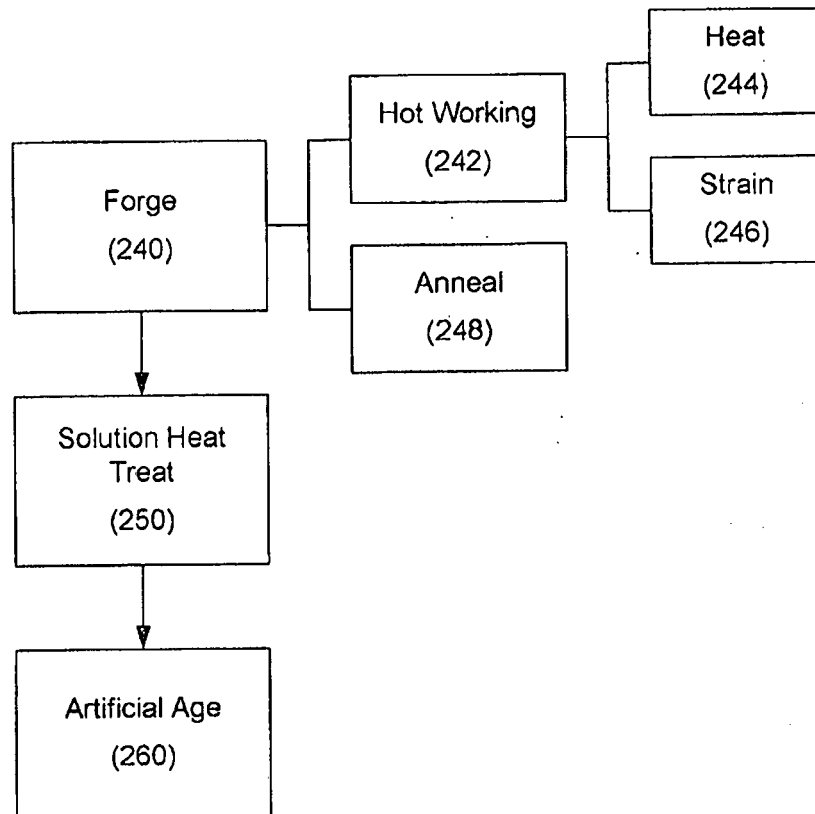 Heat
(244)
Hot Working
(242)
Strain
(246)
Forge
(240)
Anneal
(248)
Solution Heat
Treat
(250)
Artificial Age
(260)